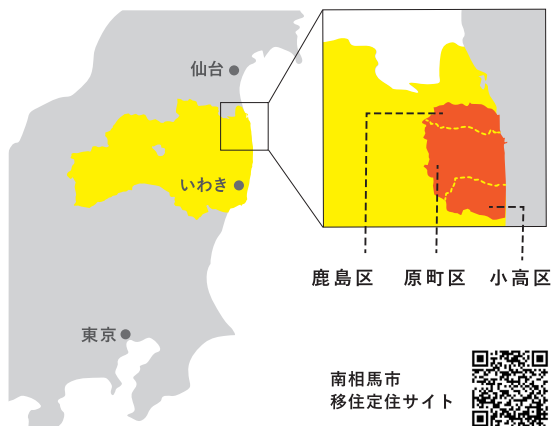 仙台
いわき
東京
鹿島区
原町区
小高区
南相馬市
移住定住サイト